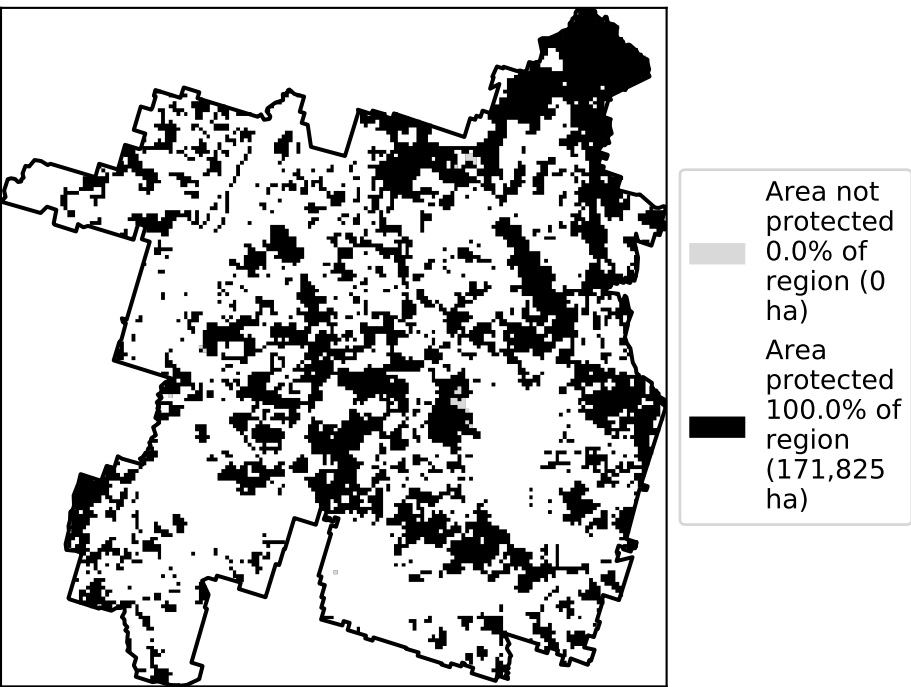 Area not
protected
0.0% of
region (0
ha)
Area
protected
100.0% of
region
(171,825
ha)